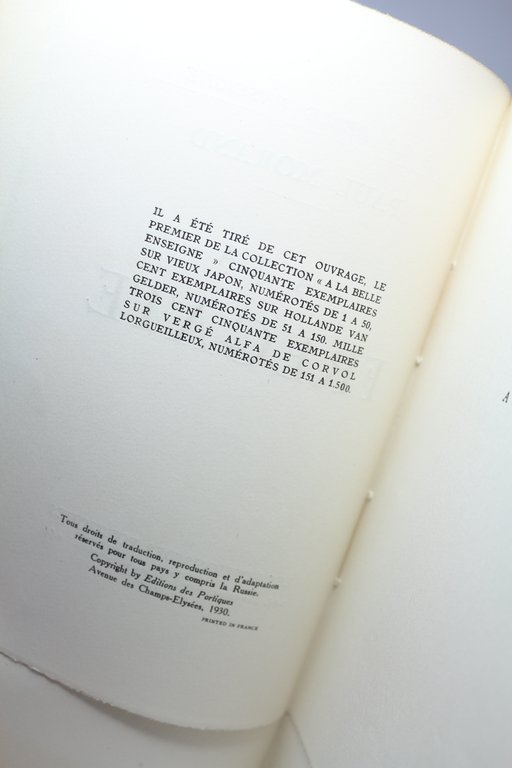 IL A ÉTÉ TIRÉ DE CET OUVRAGE, LE
PREMIER DE LA COLLECTION « A LA BELLE
ENSEIGNE » CINQUANTE EXEMPLAIRES
SUR VIEUX JAPON, NUMÉROTÉS DE 1 A 50,
CENT EXEMPLAIRES SUR HOLLANDE VAN
GELDER, NUMÉROTÉS DE 51 A 150. MILLE
TROIS CENT CINQUANTE EXEMPLAIRES
SUR VERGÉ ALFA DE CORVOL
LORGUEILLEUX, NUMÉROTÉS DE 151 A 1.500.
Tous droits de traduction, reproduction et d'adaptation
réservés pour tous pays y compris la Russie.
Copyright by Editions des Portiques
Avenue des Champs-Elysées, 1930.
PRINTED IN FRANCE
A